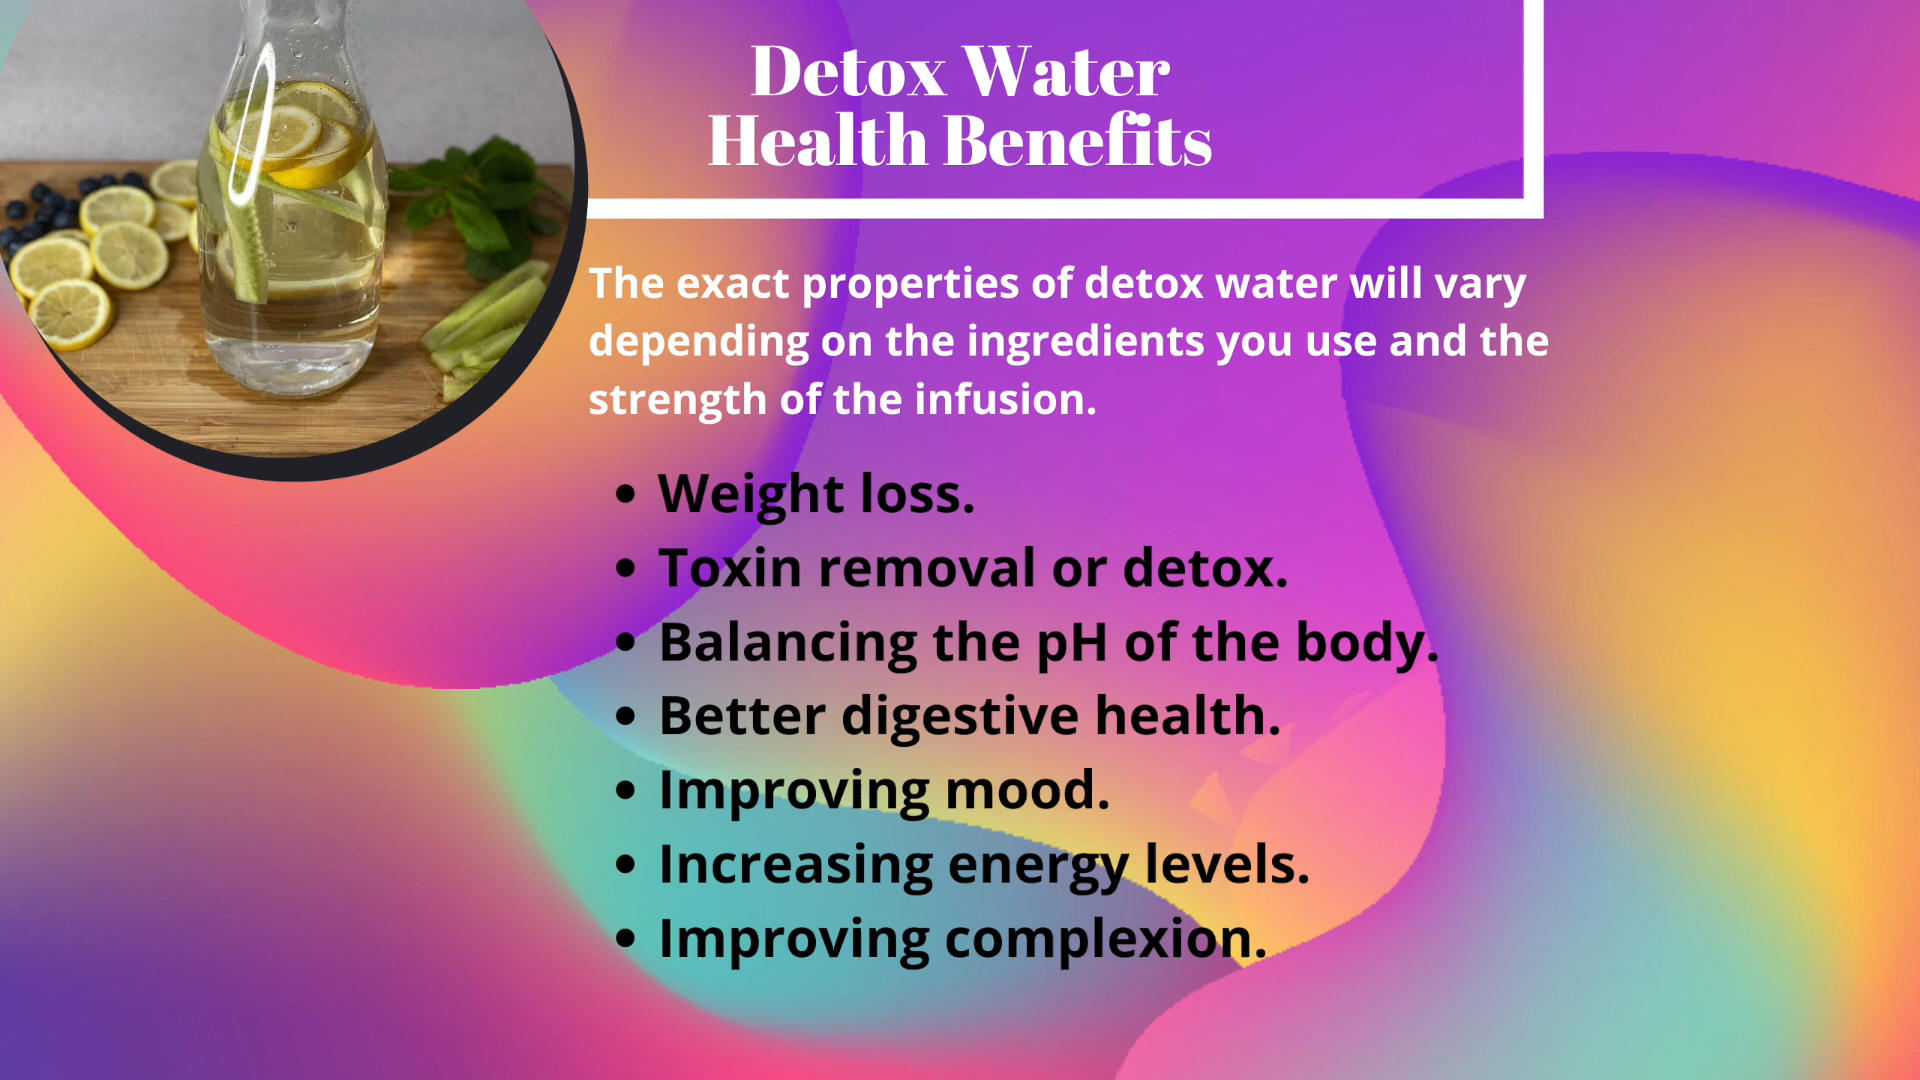 Detox Water
Health Benefits
The exact properties of detox water will vary
depending on the ingredients you use and the
strength of the infusion.
• Weight loss.
• Toxin removal or detox.
• Balancing the pH of the body.
• Better digestive health.
• Improving mood.
• Increasing energy levels.
• Improving complexion.